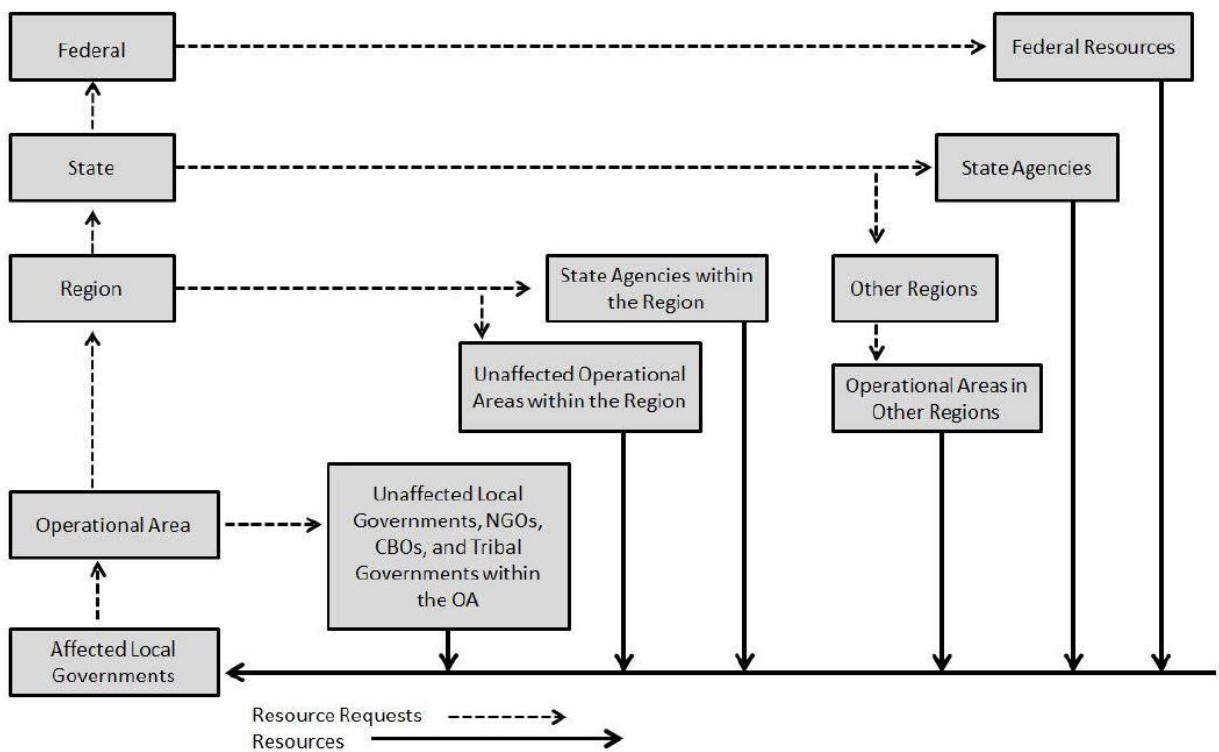 Federal
Federal Resources
State
State Agencies
Region
State Agencies within
the Region
Other Regions
Unaffected Operational
Areas within the Region
Operational Areas in
Other Regions
Operational Area
Unaffected Local
Governments, NGOs,
CBOs, and Tribal
Governments within
the OA
Affected Local
Governments
Resource Requests
Resources